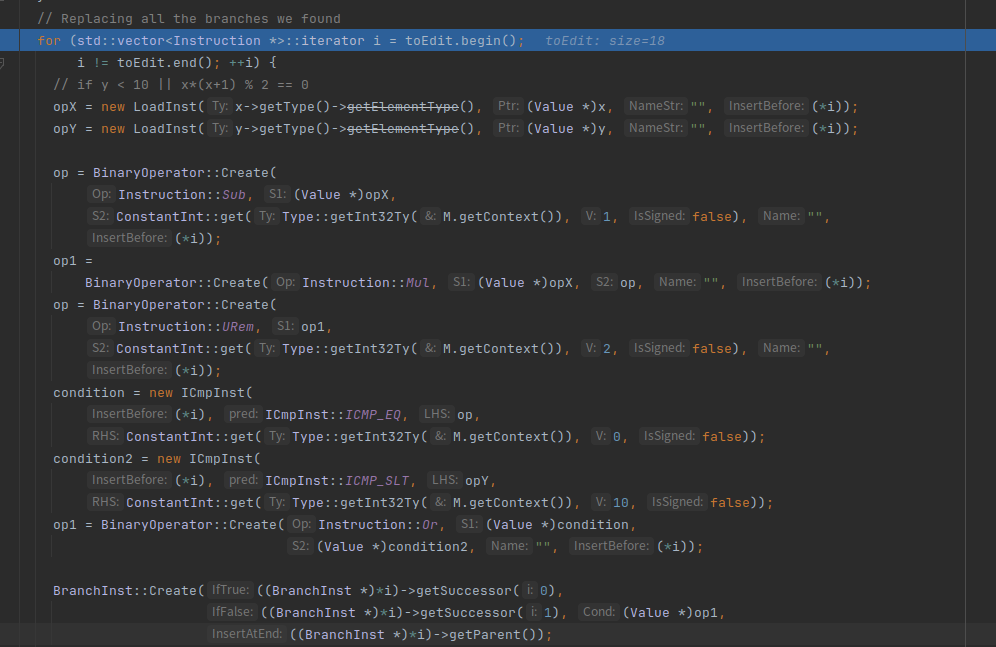 // Replacing all the branches we found
for (std::vector<Instruction *>::iterator i = toEdit.begin();   toEdit: size=18
i != toEdit.end(); ++i) {
// if y < 10 || x*(x+1) % 2 == 0
opX = new LoadInst( Ty: x->getType()->getElementType(), Ptr: (Value *)x, NameStr: "", InsertBefore: (*i));
opY = new LoadInst( Ty: y->getType()->getElementType(), Ptr: (Value *)y, NameStr: "", InsertBefore: (*i));
op = BinaryOperator::Create(
Op: Instruction::Sub, S1: (Value *)opX,
S2: ConstantInt::get( Ty: Type::getInt32Ty( &: M.getContext()), V: 1, IsSigned: false), Name: "",
InsertBefore: (*i));
op1 =
BinaryOperator::Create( Op: Instruction::Mul, S1: (Value *)opX, S2: op, Name: "", InsertBefore: (*i));
op = BinaryOperator::Create(
Op: Instruction::URem, S1: op1,
S2: ConstantInt::get( Ty: Type::getInt32Ty( &: M.getContext()), V: 2, IsSigned: false), Name: "",
InsertBefore: (*i));
condition = new ICmpInst(
InsertBefore: (*i), pred: ICmpInst::ICMP_EQ, LHS: op,
RHS: ConstantInt::get( Ty: Type::getInt32Ty( &: M.getContext()), V: 0, IsSigned: false));
condition2 = new ICmpInst(
InsertBefore: (*i), pred: ICmpInst::ICMP_SLT, LHS: opY,
RHS: ConstantInt::get( Ty: Type::getInt32Ty( &: M.getContext()), V: 10, IsSigned: false));
op1 = BinaryOperator::Create( Op: Instruction::Or, S1: (Value *)condition,
S2: (Value *)condition2, Name: "", InsertBefore: (*i));
BranchInst::Create( IfTrue: ((BranchInst *)*i)->getSuccessor( i: 0),
IfFalse: ((BranchInst *)*i)->getSuccessor( i: 1), Cond: (Value *)op1,
InsertAtEnd: ((BranchInst *)*i)->getParent());